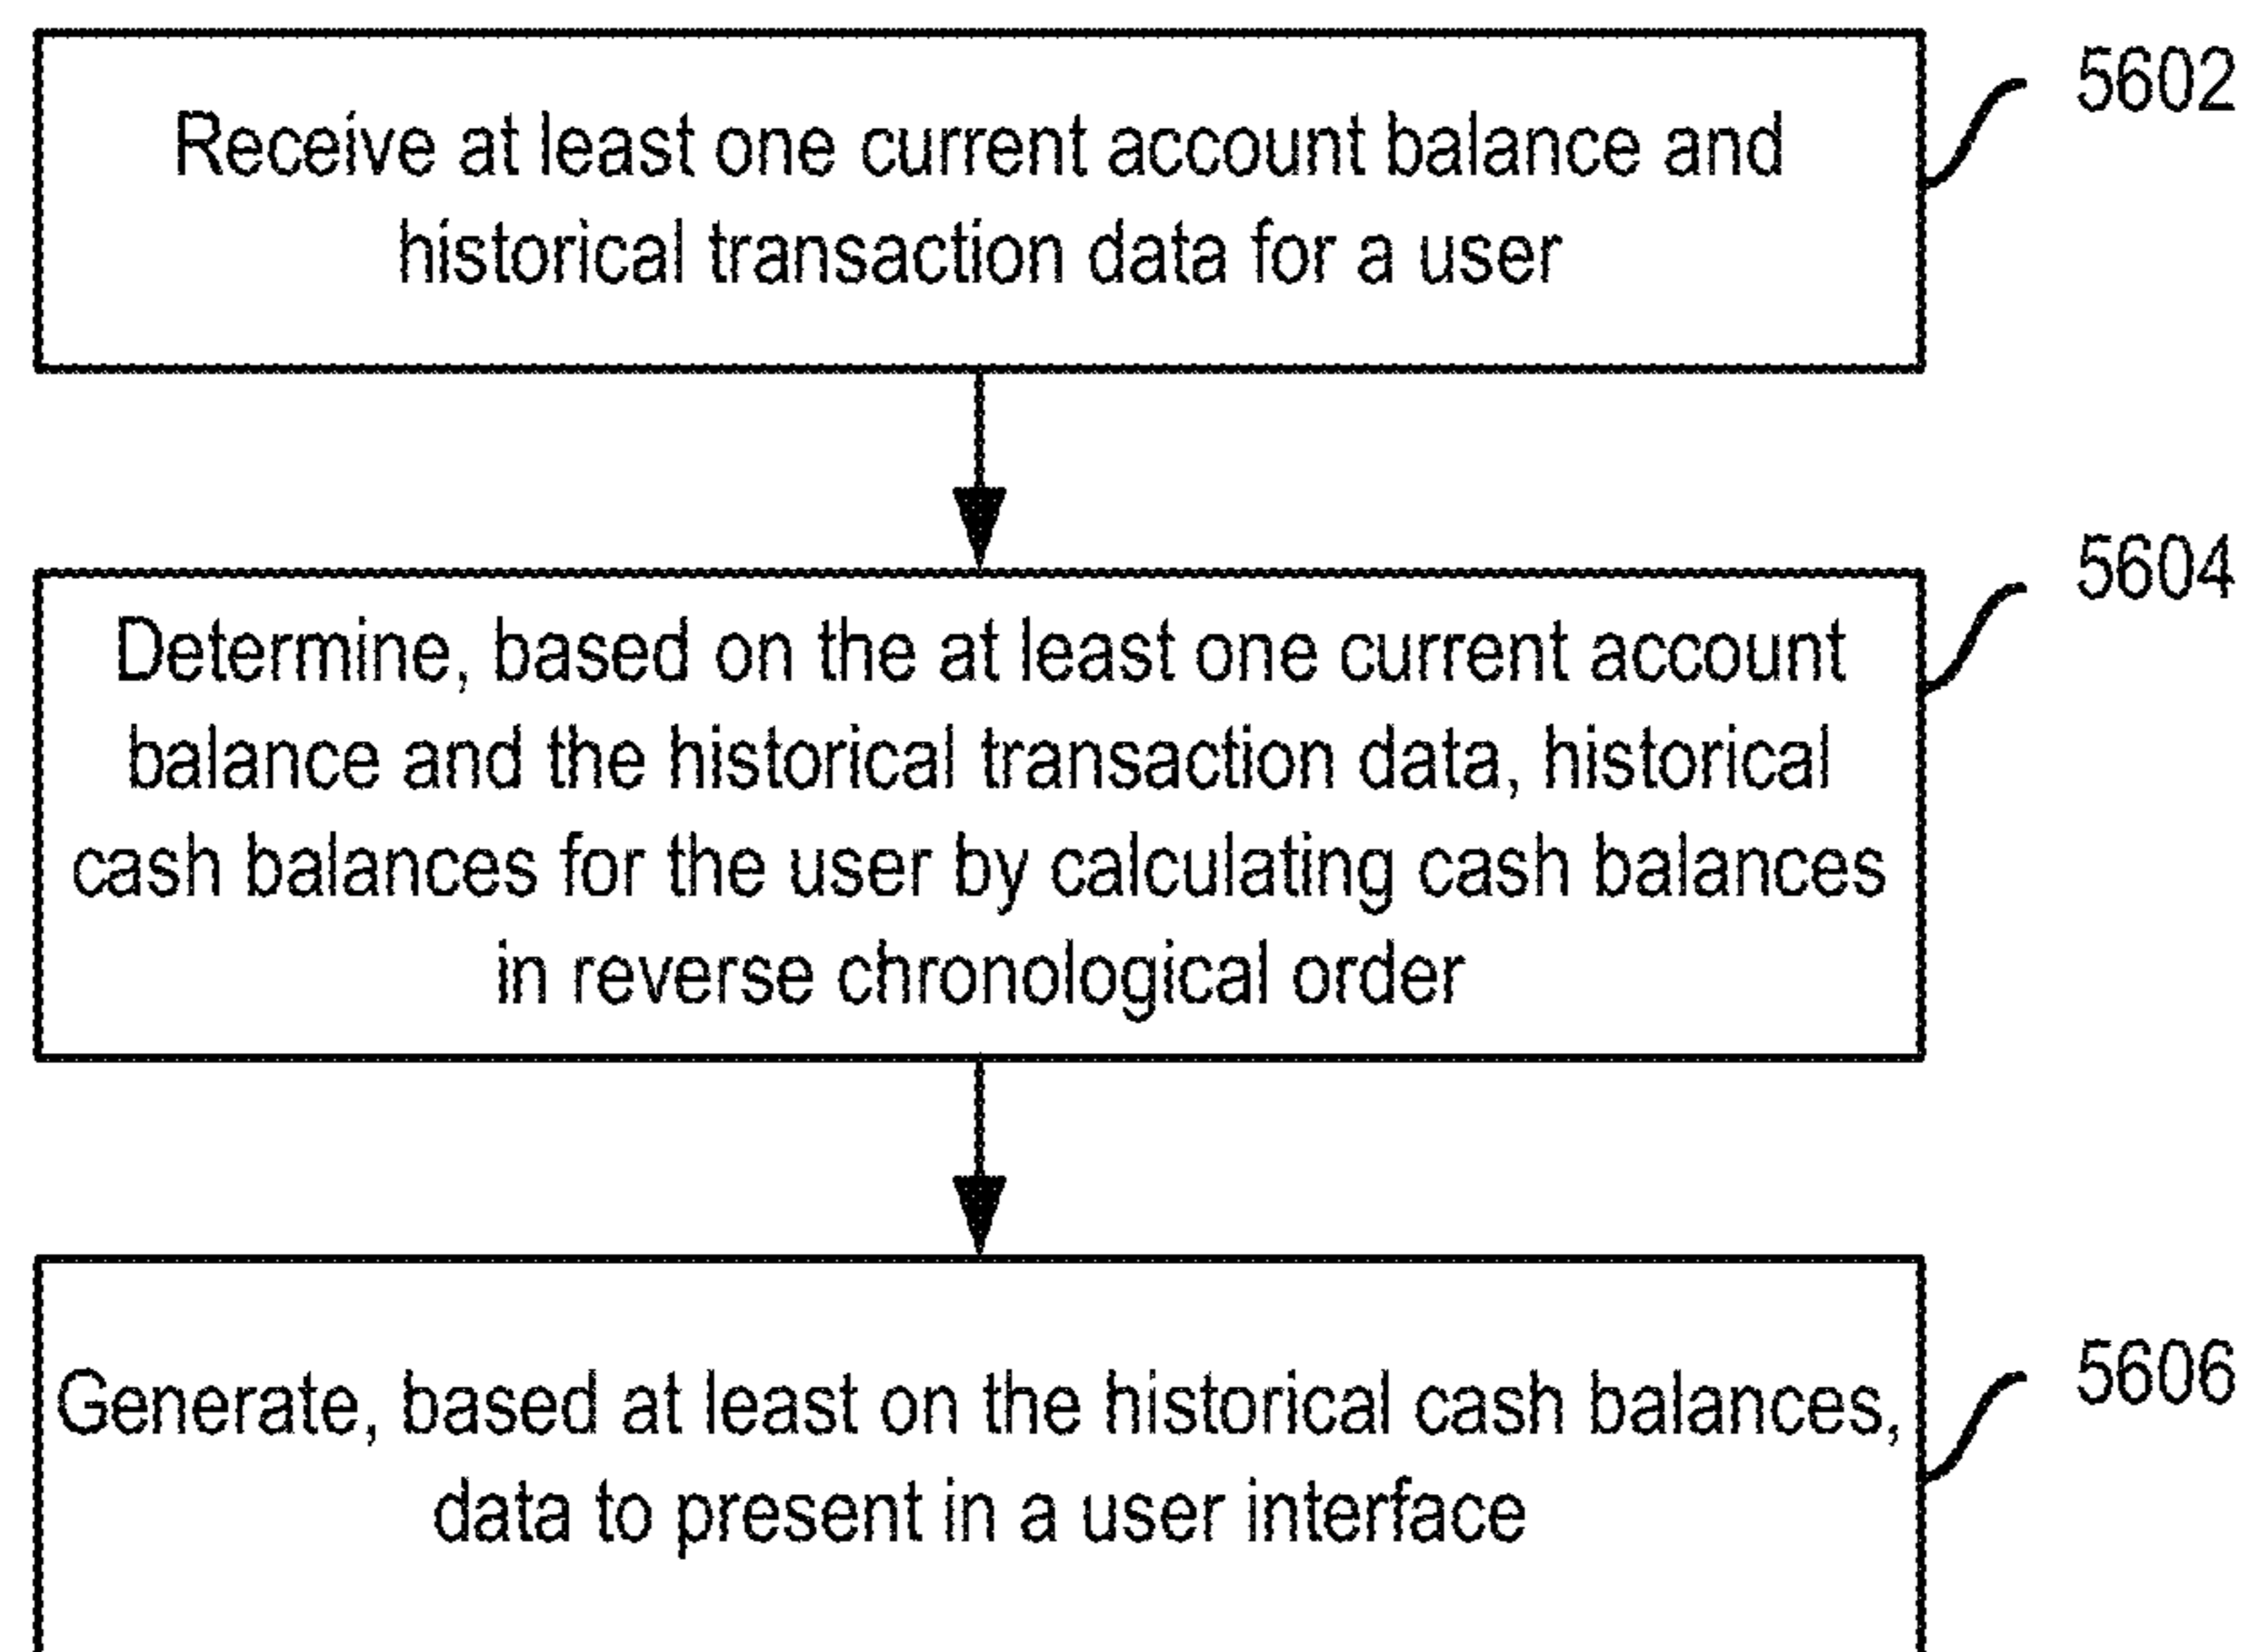 Receive at least one current account balance and
historical transaction data for a user
5602
Determine, based on the at least one current account
balance and the historical transaction data, historical
cash balances for the user by calculating cash balances
in reverse chronological order
5604
Generate, based at least on the historical cash balances,
data to present in a user interface
5606